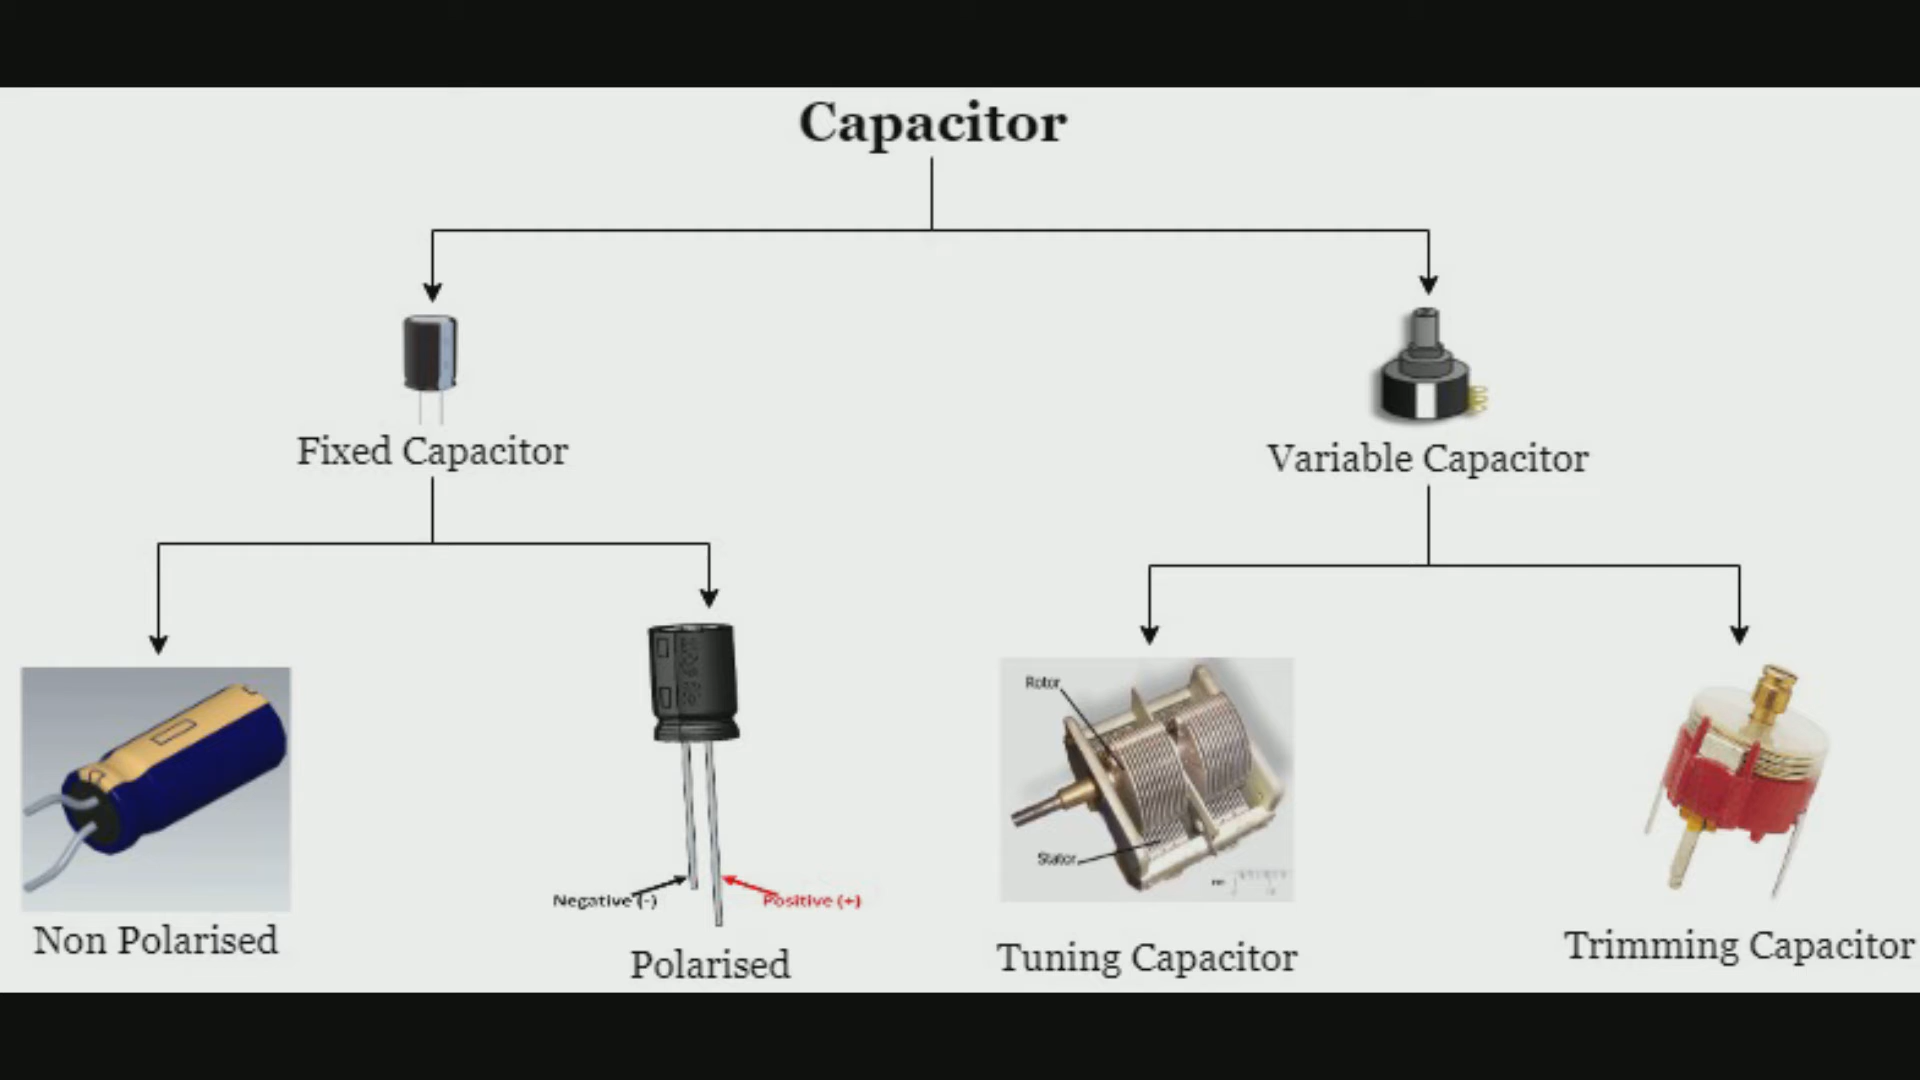 Capacitor
Fixed Capacitor
Variable Capacitor
Rotor
Stator
Negative (-)
Positive (+)
Non Polarised
Polarised
Tuning Capacitor
Trimming Capacitor